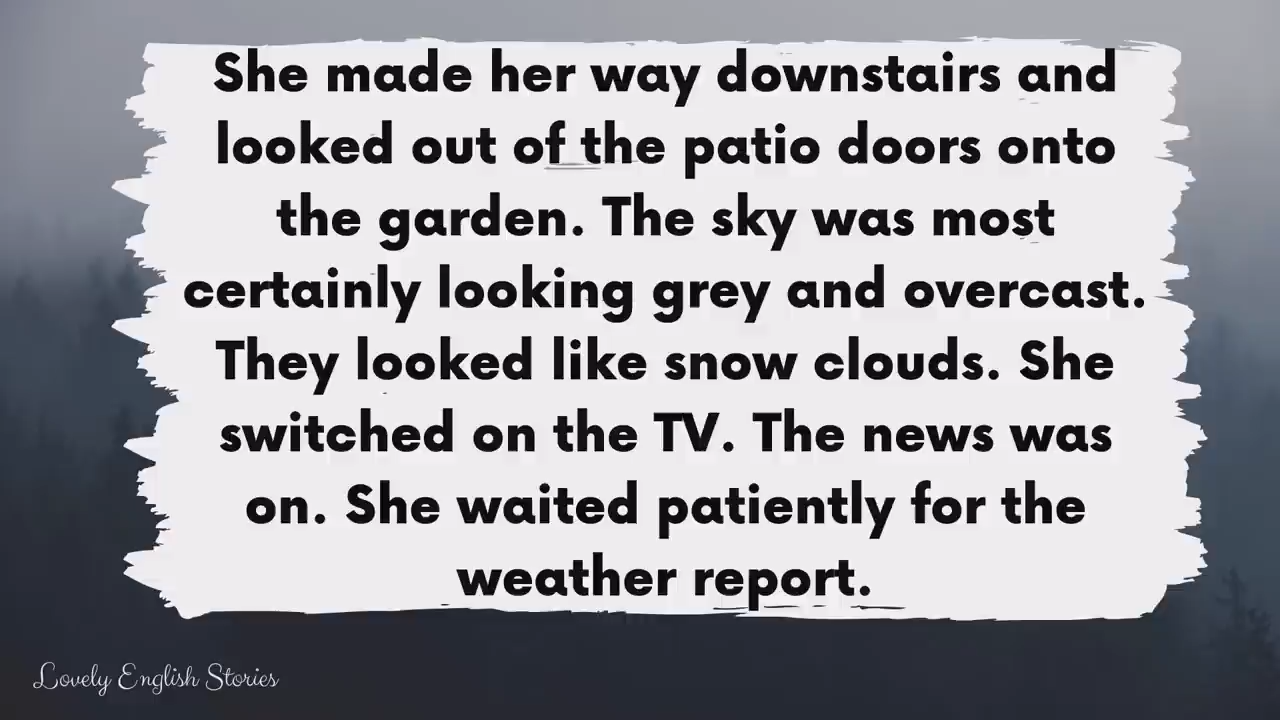 She made her way downstairs and
looked out of the patio doors onto
the garden. The sky was most
certainly looking grey and overcast.
They looked like snow clouds. She
switched on the TV. The news was
on. She waited patiently for the
weather report.
Lovely English Stories